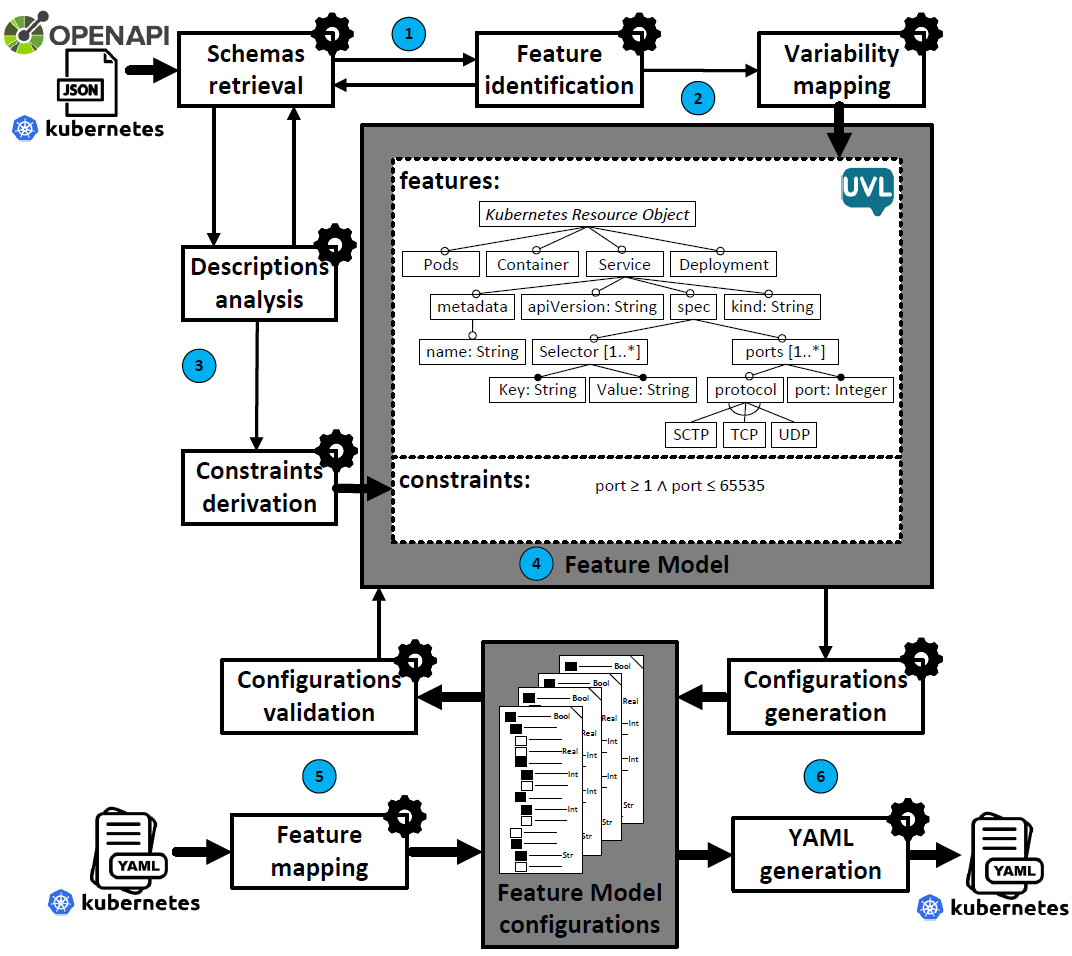 OPENAPI
JSON
kubernetes
Schemas
retrieval
1
Feature
identification
2
Variability
mapping
features:
UVL
Kubernetes Resource Object
Pods
Container
Service
Deployment
metadata
apiVersion: String
spec
kind: String
name: String
Selector [1..*]
ports [1..*]
Key: String
Value: String
protocol
port: Integer
SCTP
TCP
UDP
constraints:
port ≥ 1 ∧ port ≤ 65535
4
Feature Model
Descriptions
analysis
3
Constraints
derivation
Configurations
validation
Configurations
generation
Bool
Real
Int
Int
Str
Bool
Real
Int
Int
Str
Bool
Real
Int
Int
Str
Bool
Real
Int
Int
Str
Feature Model
configurations
5
6
YAML
kubernetes
Feature
mapping
YAML
generation
YAML
kubernetes